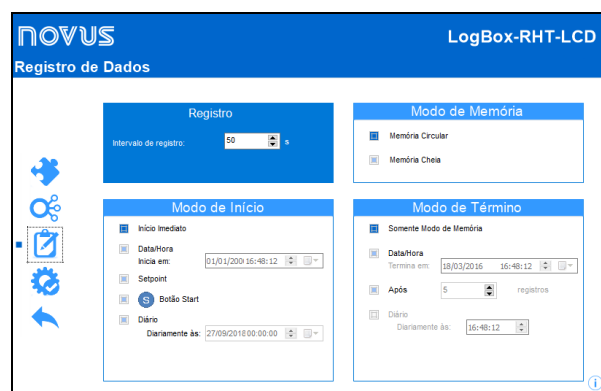 NOVUS
LogBox-RHT-LCD
Registro de Dados
Registro
Intervalo de registro: 50 s
Modo de Memória
Memória Circular
Memória Cheia
Modo de Início
Início Imediato
Data/Hora
Inicia em: 01/01/200 16:48:12
Setpoint
S Botão Start
Diário
Diariamente às: 27/09/2018 00:00:00
Modo de Término
Somente Modo de Memória
Data/Hora
Termina em: 18/03/2016 16:48:12
Após 5 registros
Diário
Diariamente às: 16:48:12
i